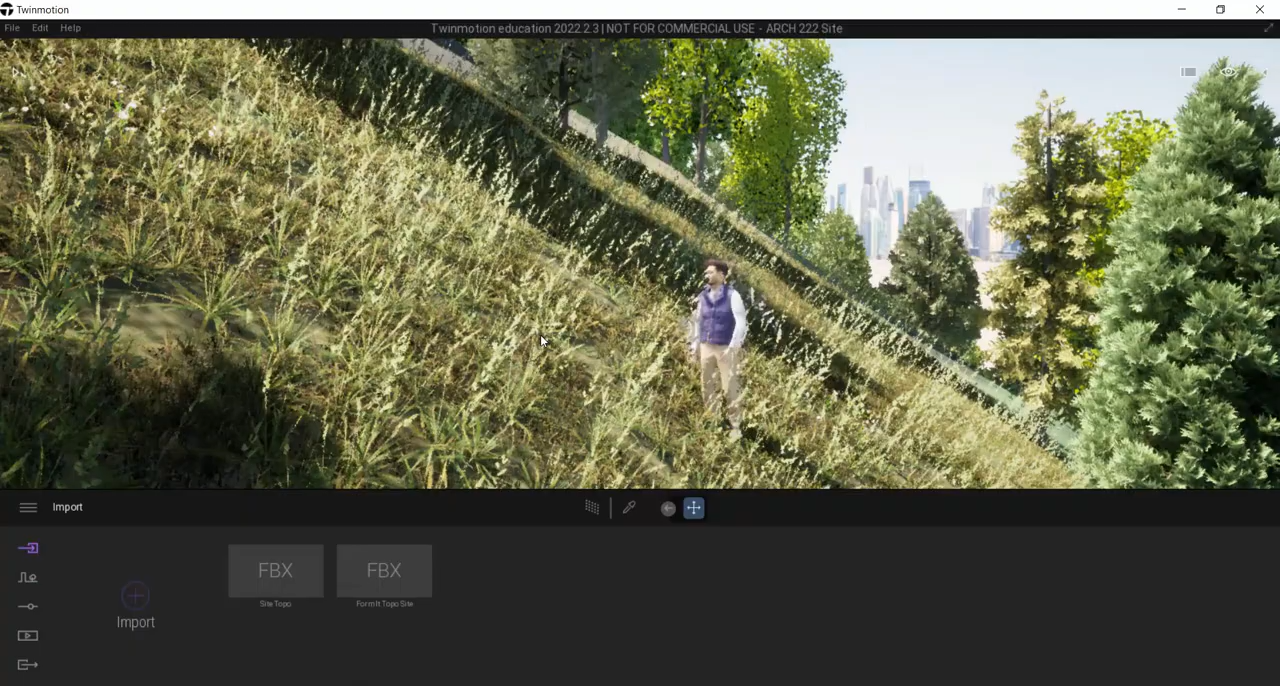 Twinmotion
File Edit Help
Twinmotion education 2022.2.3 | NOT FOR COMMERCIAL USE - ARCH 222 Site
Import
FBX
FBX
Site Topo
FormIt Topo Site
Import